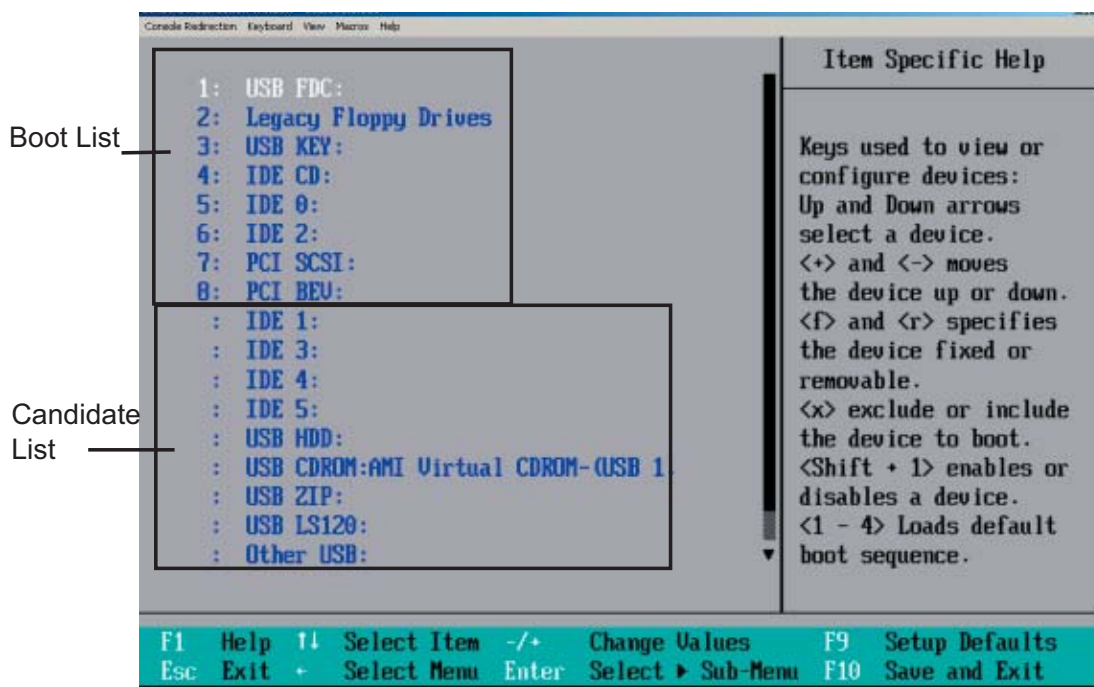 Console Redirection Keyboard View Macros Help
Item Specific Help
Boot List
1: USB FDC:
2: Legacy Floppy Drives
3: USB KEY:
4: IDE CD:
5: IDE 0:
6: IDE 2:
7: PCI SCSI:
8: PCI BEV:
Candidate
List
: IDE 1:
: IDE 3:
: IDE 4:
: IDE 5:
: USB HDD:
: USB CDROM:AMI Virtual CDROM-(USB 1
: USB ZIP:
: USB LS120:
: Other USB:
Keys used to view or
configure devices:
Up and Down arrows
select a device.
<+> and <-> moves
the device up or down.
<f> and <r> specifies
the device fixed or
removable.
<x> exclude or include
the device to boot.
<Shift + 1> enables or
disables a device.
<1 - 4> Loads default
boot sequence.
F1 Help ↑↓ Select Item -/+ Change Values F9 Setup Defaults
Esc Exit ← Select Menu Enter Select ▶ Sub-Menu F10 Save and Exit